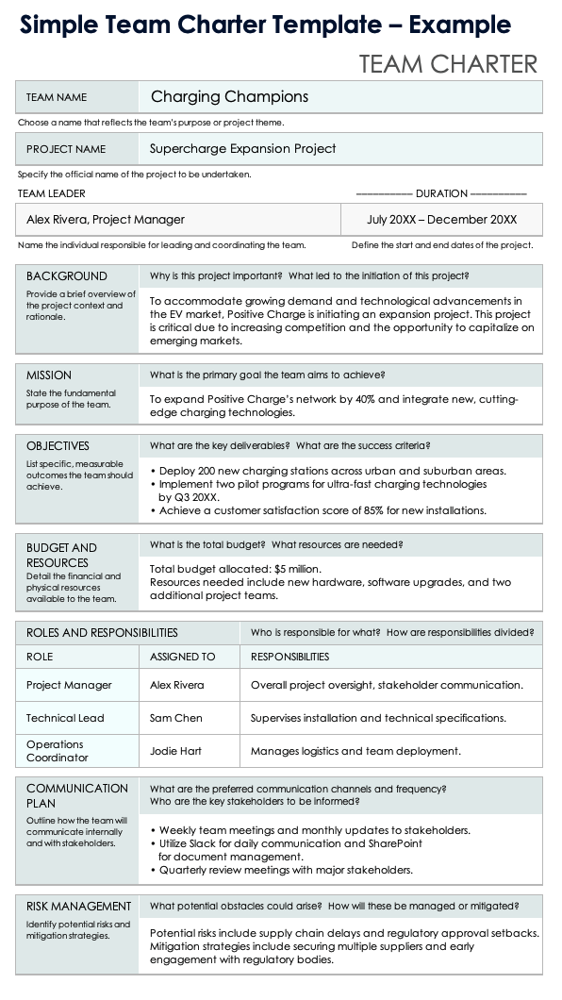 Simple Team Charter Template – Example
TEAM CHARTER
TEAM NAME
Charging Champions
Choose a name that reflects the team's purpose or project theme.
PROJECT NAME
Supercharge Expansion Project
Specify the official name of the project to be undertaken.
TEAM LEADER
––––––––––– DURATION –––––––––––
Alex Rivera, Project Manager
July 20XX – December 20XX
Name the individual responsible for leading and coordinating the team.
Define the start and end dates of the project.
BACKGROUND
Provide a brief overview of
the project context and
rationale.
Why is this project important?  What led to the initiation of this project?
To accommodate growing demand and technological advancements in
the EV market, Positive Charge is initiating an expansion project. This project
is critical due to increasing competition and the opportunity to capitalize on
emerging markets.
MISSION
State the fundamental
purpose of the team.
What is the primary goal the team aims to achieve?
To expand Positive Charge's network by 40% and integrate new, cutting-
edge charging technologies.
OBJECTIVES
List specific, measurable
outcomes the team should
achieve.
What are the key deliverables?  What are the success criteria?
• Deploy 200 new charging stations across urban and suburban areas.
• Implement two pilot programs for ultra-fast charging technologies
by Q3 20XX.
• Achieve a customer satisfaction score of 85% for new installations.
BUDGET AND
RESOURCES
Detail the financial and
physical resources
available to the team.
What is the total budget?  What resources are needed?
Total budget allocated: $5 million.
Resources needed include new hardware, software upgrades, and two
additional project teams.
ROLES AND RESPONSIBILITIES
Who is responsible for what?  How are responsibilities divided?
ROLE
ASSIGNED TO
RESPONSIBILITIES
Project Manager
Alex Rivera
Overall project oversight, stakeholder communication.
Technical Lead
Sam Chen
Supervises installation and technical specifications.
Operations
Coordinator
Jodie Hart
Manages logistics and team deployment.
COMMUNICATION
PLAN
Outline how the team will
communicate internally
and with stakeholders.
What are the preferred communication channels and frequency?
Who are the key stakeholders to be informed?
• Weekly team meetings and monthly updates to stakeholders.
• Utilize Slack for daily communication and SharePoint
for document management.
• Quarterly review meetings with major stakeholders.
RISK MANAGEMENT
Identify potential risks and
mitigation strategies.
What potential obstacles could arise?  How will these be managed or mitigated?
Potential risks include supply chain delays and regulatory approval setbacks.
Mitigation strategies include securing multiple suppliers and early
engagement with regulatory bodies.